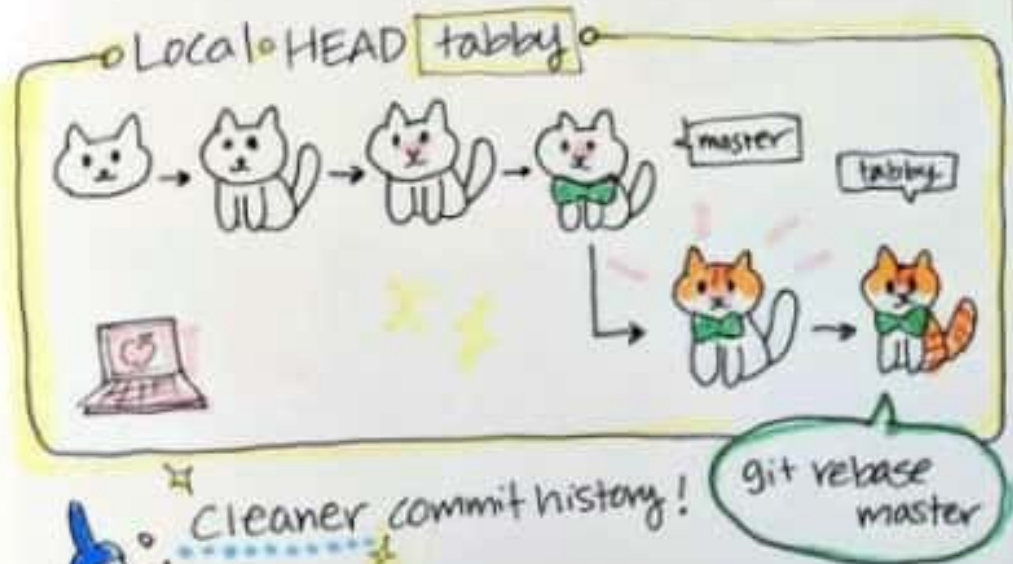 Local HEAD tabby
master
tabby
git rebase
master
cleaner commit history!